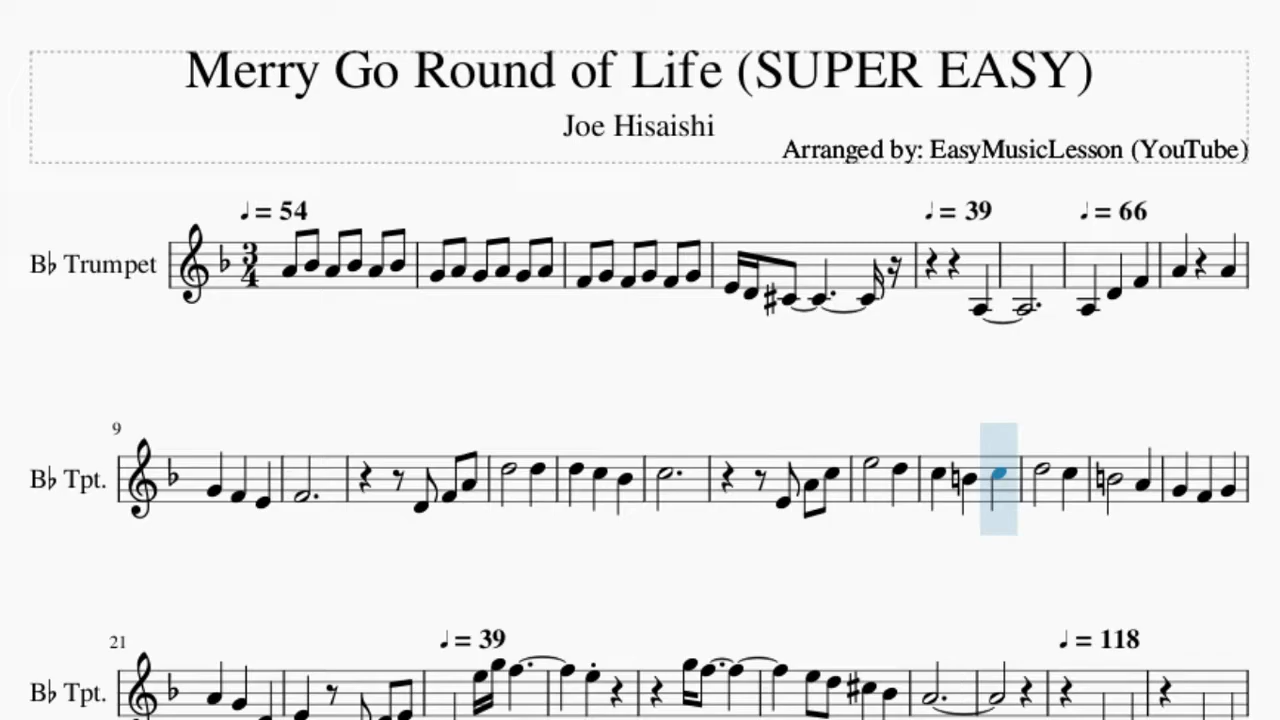 Merry Go Round of Life (SUPER EASY)
Joe Hisaishi
Arranged by: EasyMusicLesson (YouTube)
♩ = 54
♩ = 39
♩ = 66
B♭ Trumpet
3
4
9
B♭ Tpt.
21
♩ = 39
♩ = 118
B♭ Tpt.